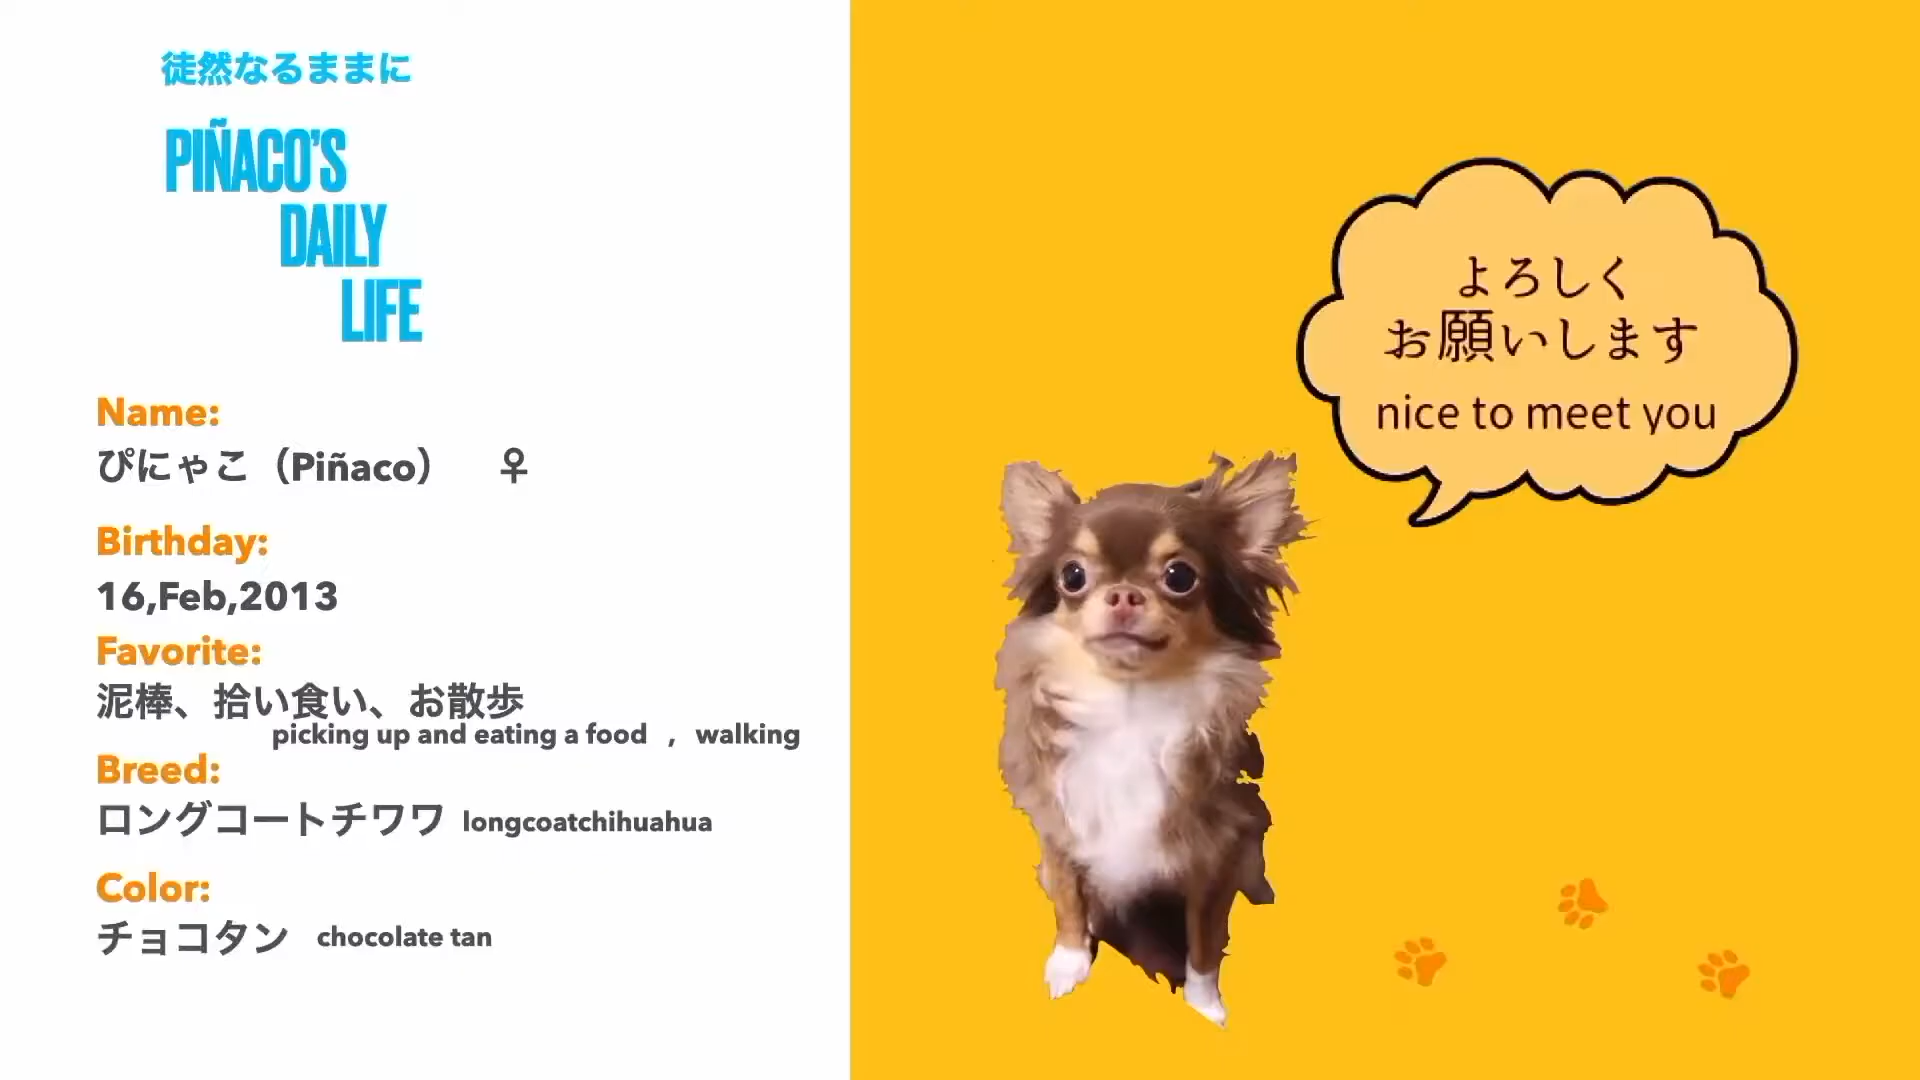 徒然なるままに
PIÑACO'S
DAILY
LIFE
Name:
ぴにゃこ（Piñaco） ♀
Birthday:
16,Feb,2013
Favorite:
泥棒、拾い食い、お散歩
picking up and eating a food , walking
Breed:
ロングコートチワワ longcoatchihuahua
Color:
チョコタン chocolate tan
よろしく
お願いします
nice to meet you